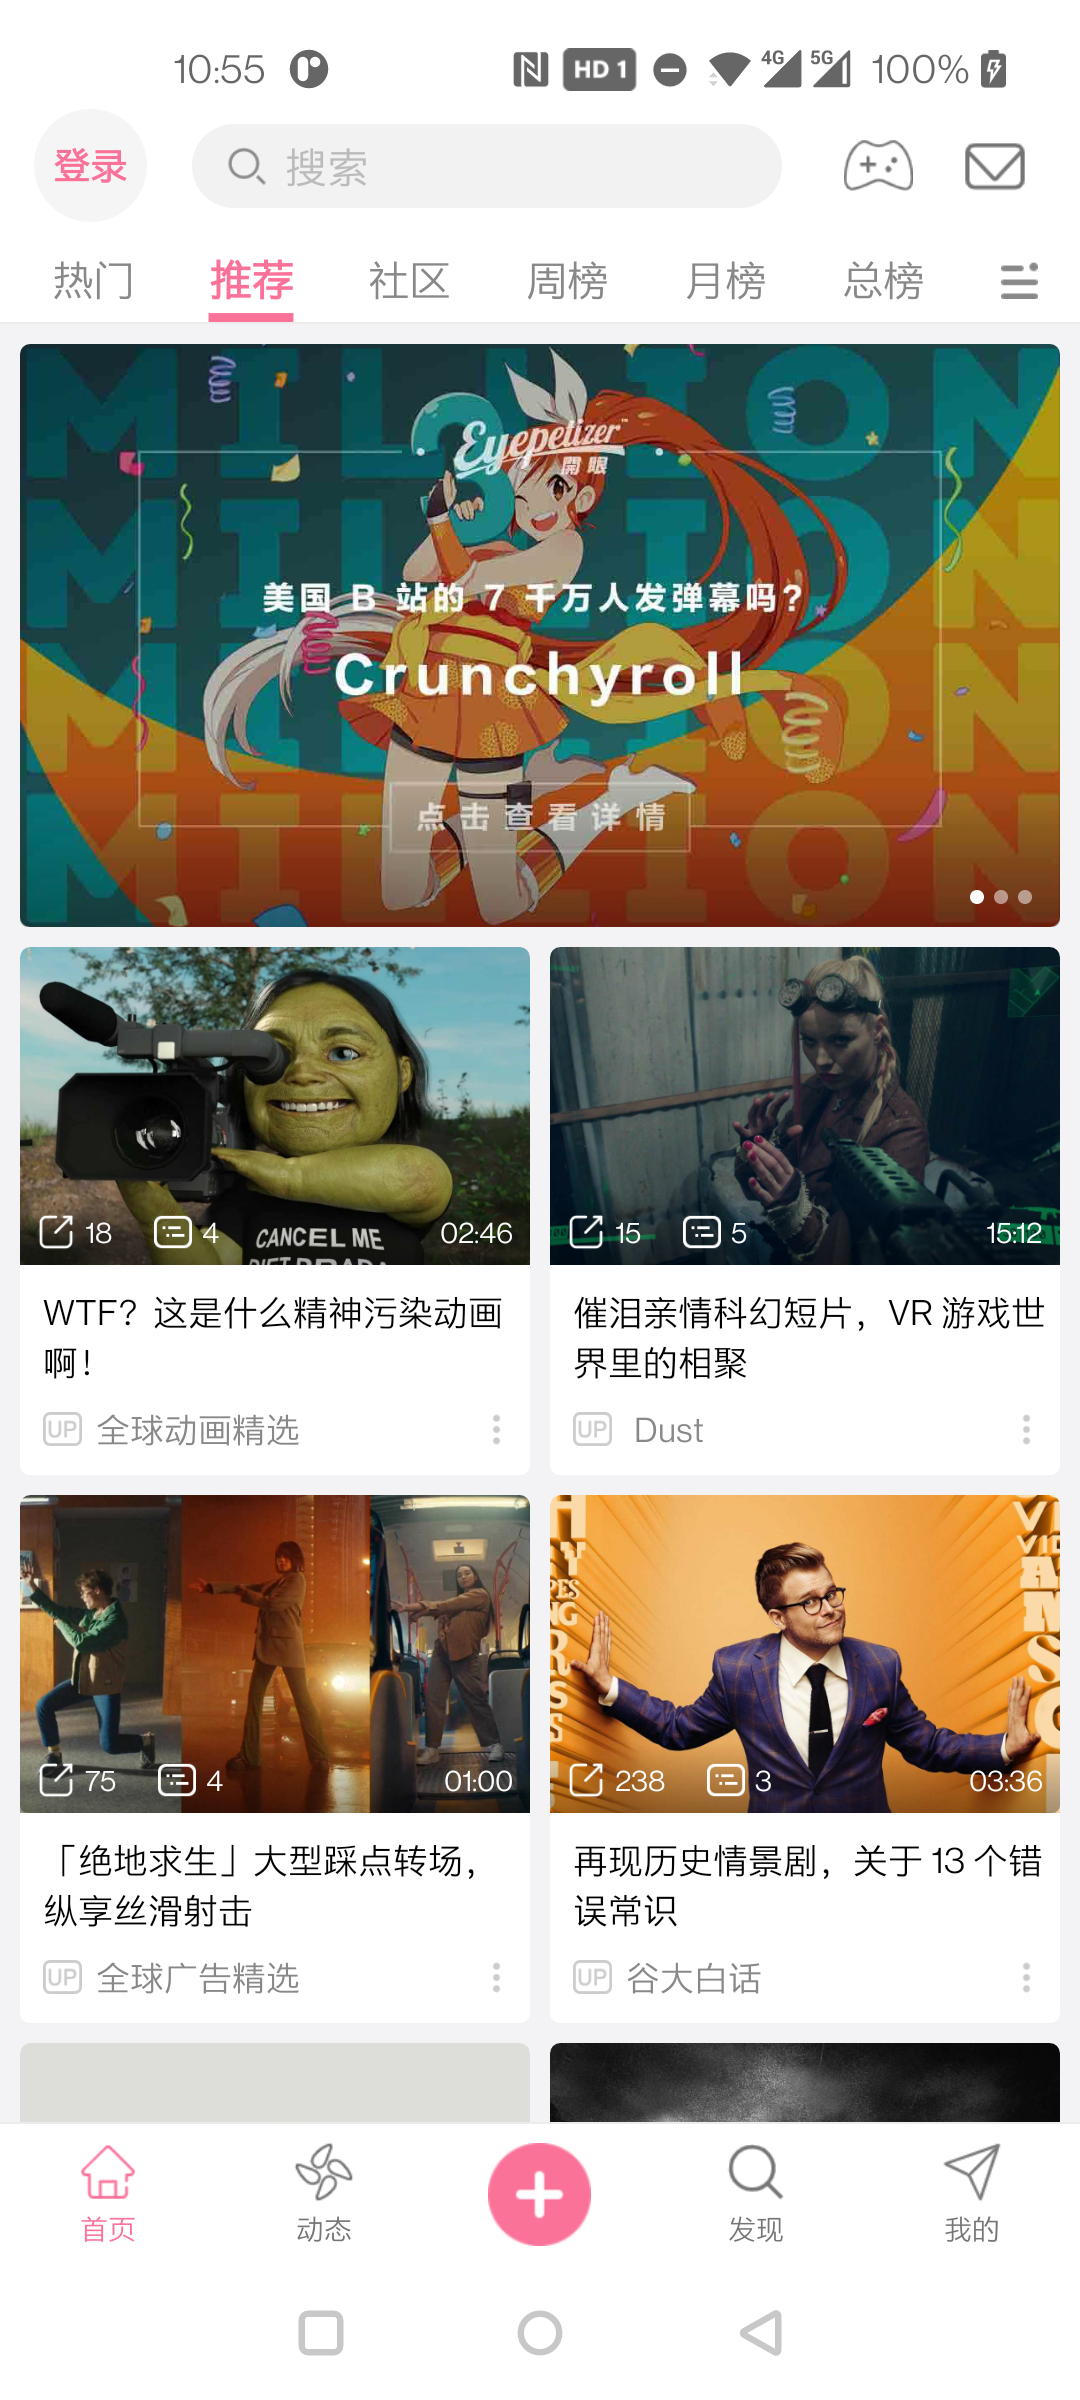 10:55
HD 1
4G
5G
100%
登录
搜索
热门
推荐
社区
周榜
月榜
总榜
MILLION
MILLION
MILLION
MILLION
3
Eyepetizer™
開眼
美国 B 站的 7 千万人发弹幕吗?
Crunchyroll
点击查看详情
CANCEL ME
18
4
02:46
15
5
15:12
WTF？这是什么精神污染动画
啊！
催泪亲情科幻短片，VR 游戏世
界里的相聚
UP 全球动画精选
UP Dust
75
4
01:00
238
3
03:36
「绝地求生」大型踩点转场，
纵享丝滑射击
再现历史情景剧，关于 13 个错
误常识
UP 全球广告精选
UP 谷大白话
首页
动态
发现
我的